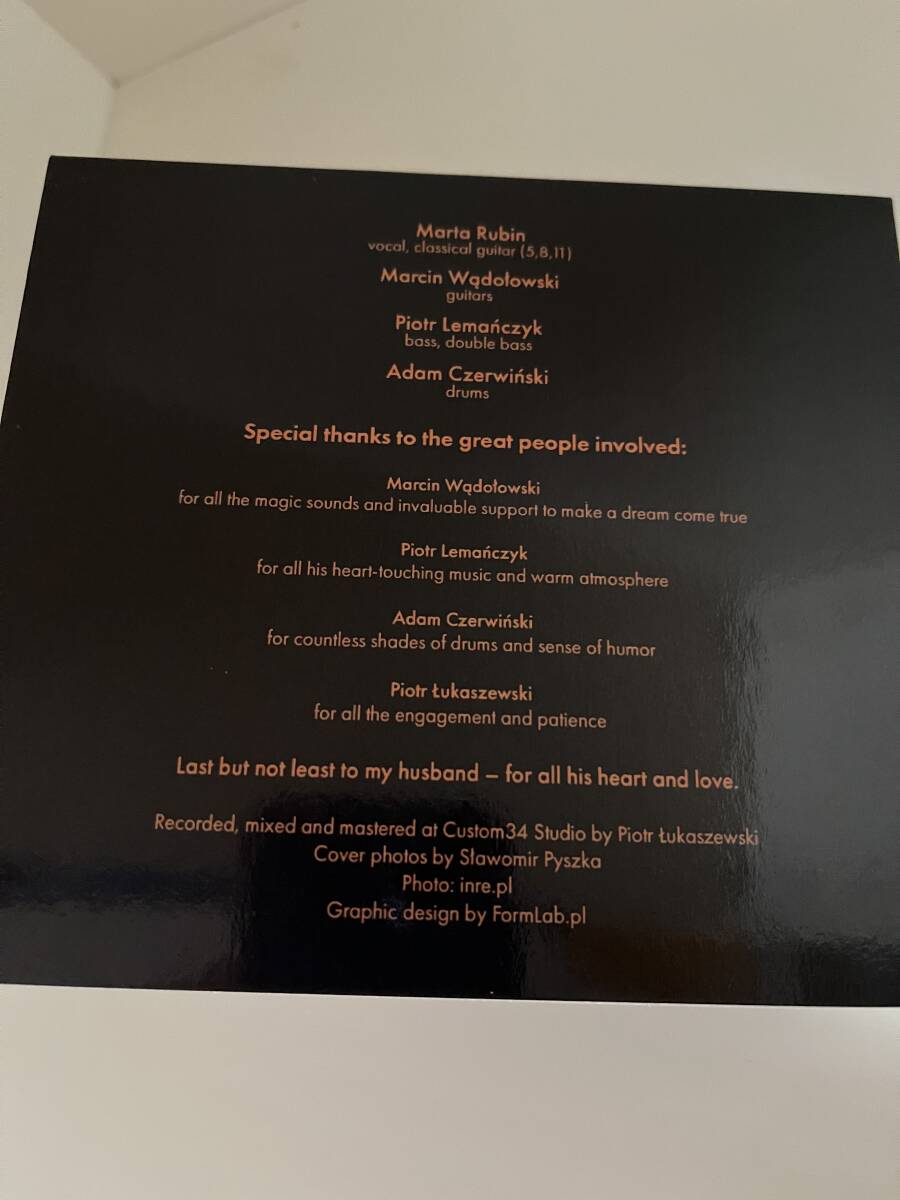 Marta Rubin
vocal, classical guitar (5,8,11)
Marcin Wądołowski
guitars
Piotr Lemańczyk
bass, double bass
Adam Czerwiński
drums
Special thanks to the great people involved:
Marcin Wądołowski
for all the magic sounds and invaluable support to make a dream come true
Piotr Lemańczyk
for all his heart-touching music and warm atmosphere
Adam Czerwiński
for countless shades of drums and sense of humor
Piotr Łukaszewski
for all the engagement and patience
Last but not least to my husband – for all his heart and love.
Recorded, mixed and mastered at Custom34 Studio by Piotr Łukaszewski
Cover photos by Sławomir Pyszka
Photo: inre.pl
Graphic design by FormLab.pl